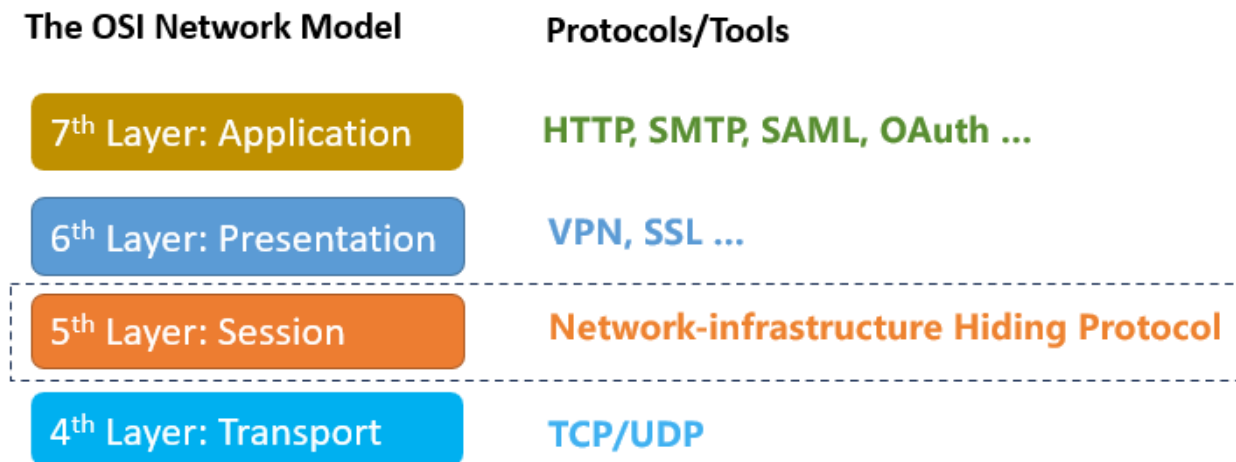 The OSI Network Model Protocols/Tools
7th Layer: Application HTTP, SMTP, SAML, OAuth ...
6th Layer: Presentation VPN, SSL ...
5th Layer: Session Network-infrastructure Hiding Protocol
4th Layer: Transport TCP/UDP